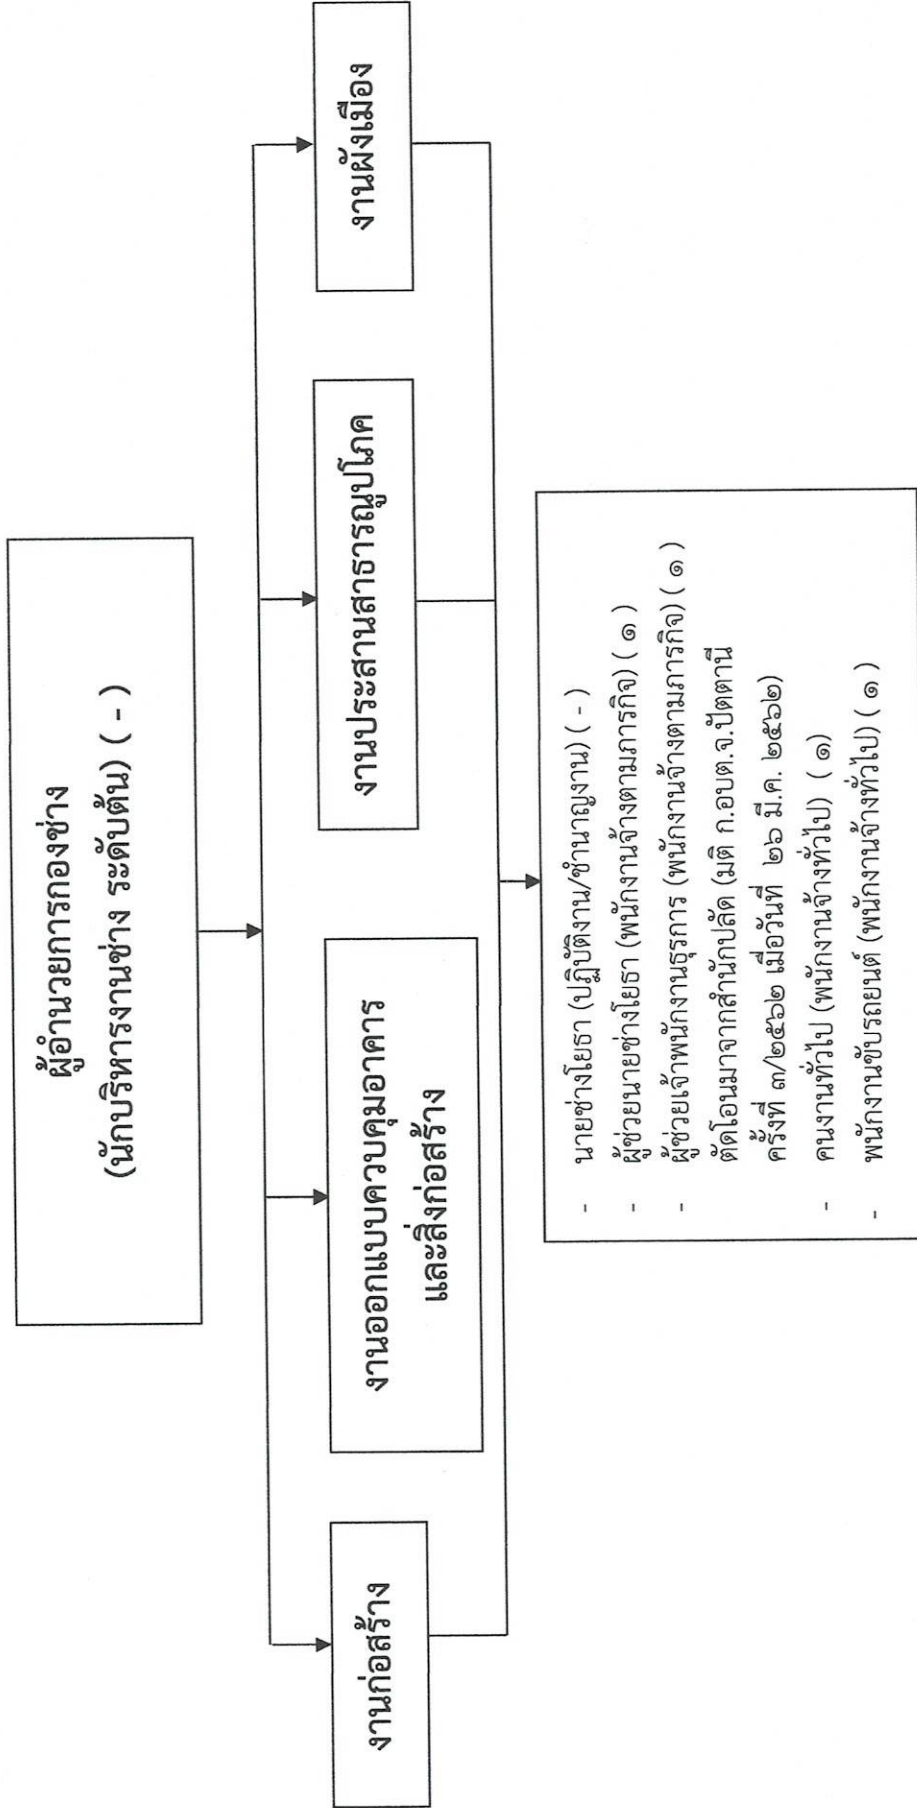 ผู้อำนวยการกองช่าง
(นักบริหารงานช่าง ระดับต้น) ( - )
งานก่อสร้าง
งานออกแบบควบคุมอาคาร
และสิ่งก่อสร้าง
งานประสานสาธารณูปโภค
งานผังเมือง
- นายช่างโยธา (ปฏิบัติงาน/ชำนาญงาน) ( - )
- ผู้ช่วยนายช่างโยธา (พนักงานจ้างตามภารกิจ) ( ๑ )
- ผู้ช่วยเจ้าพนักงานธุรการ (พนักงานจ้างตามภารกิจ) ( ๑ )
ตัดโอนมาจากสำนักปลัด (มติ ก.อบต.จ.ปัตตานี
ครั้งที่ ๓/๒๕๖๒ เมื่อวันที่ ๒๖ มี.ค. ๒๕๖๒)
- คนงานทั่วไป (พนักงานจ้างทั่วไป) ( ๑)
- พนักงานขับรถยนต์ (พนักงานจ้างทั่วไป) ( ๑ )